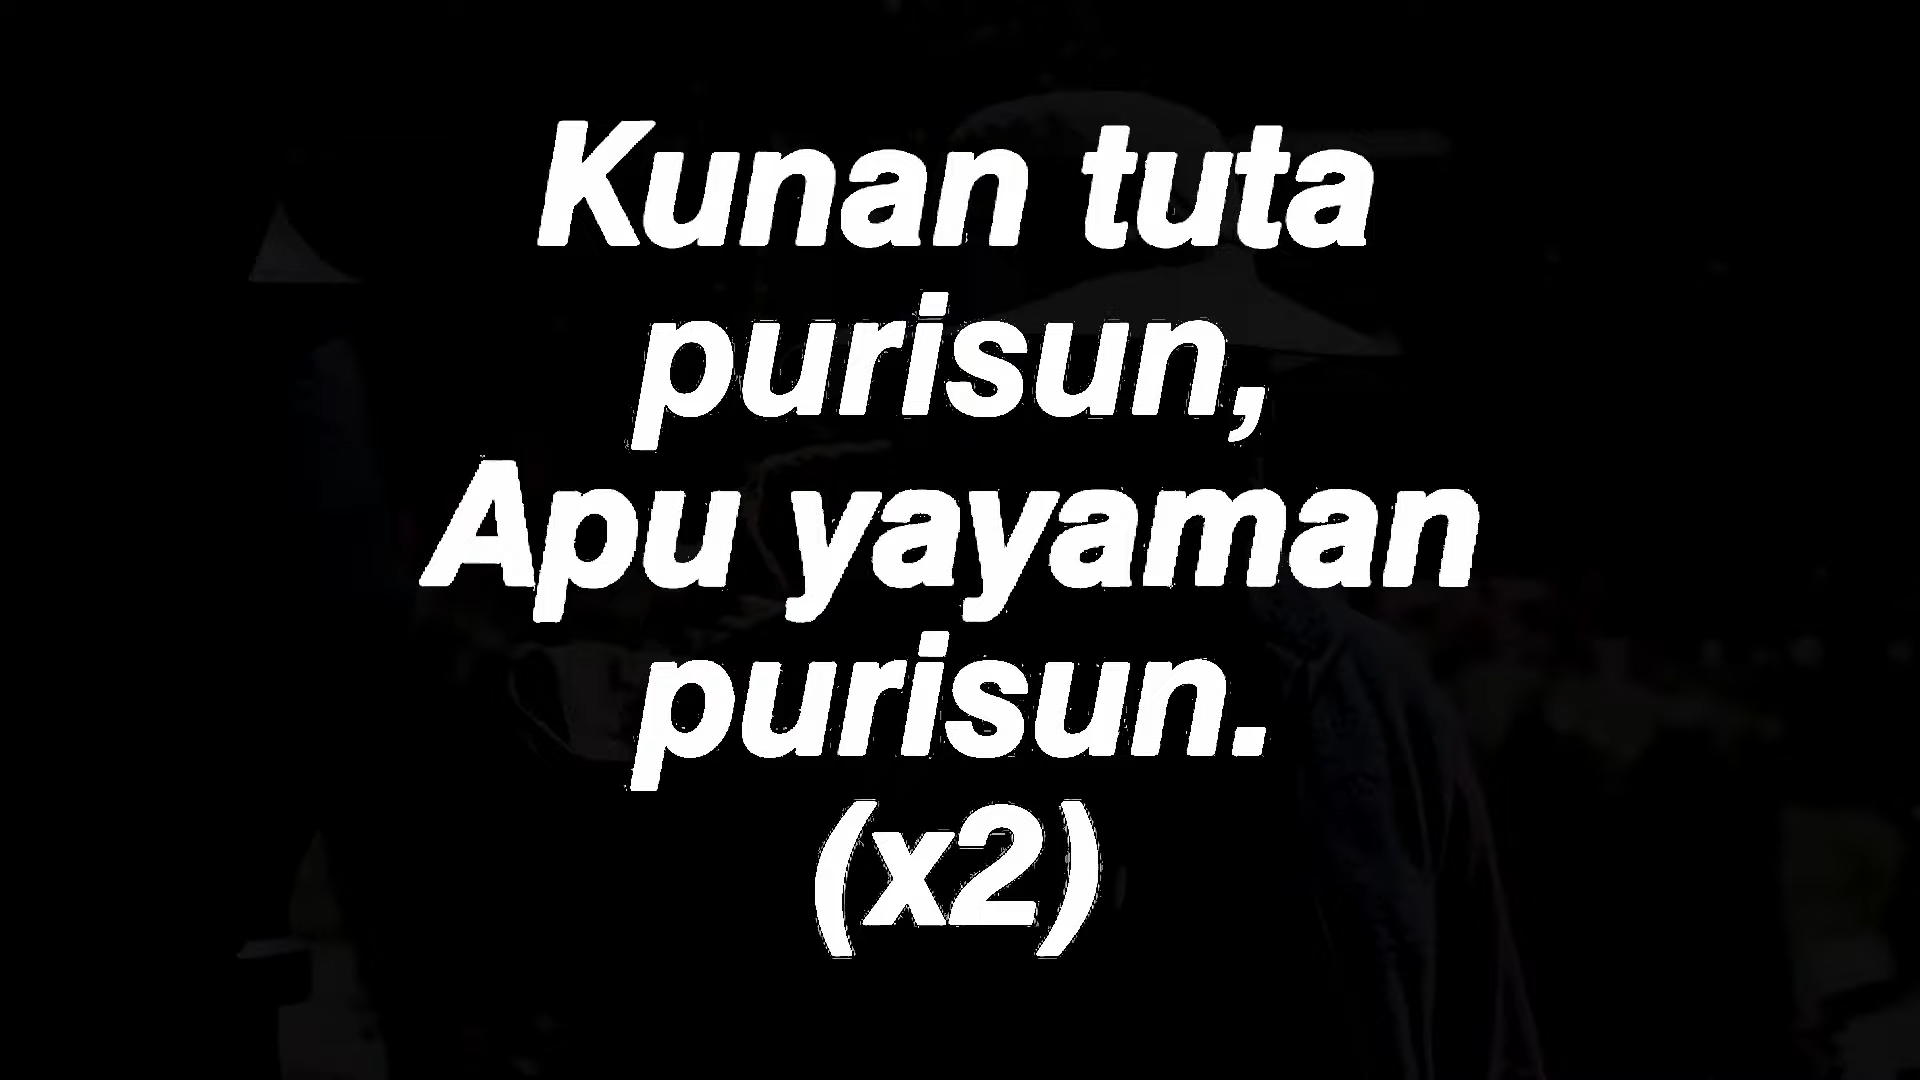 Kunan tuta
purisun,
Apu yayaman
purisun.
(x2)